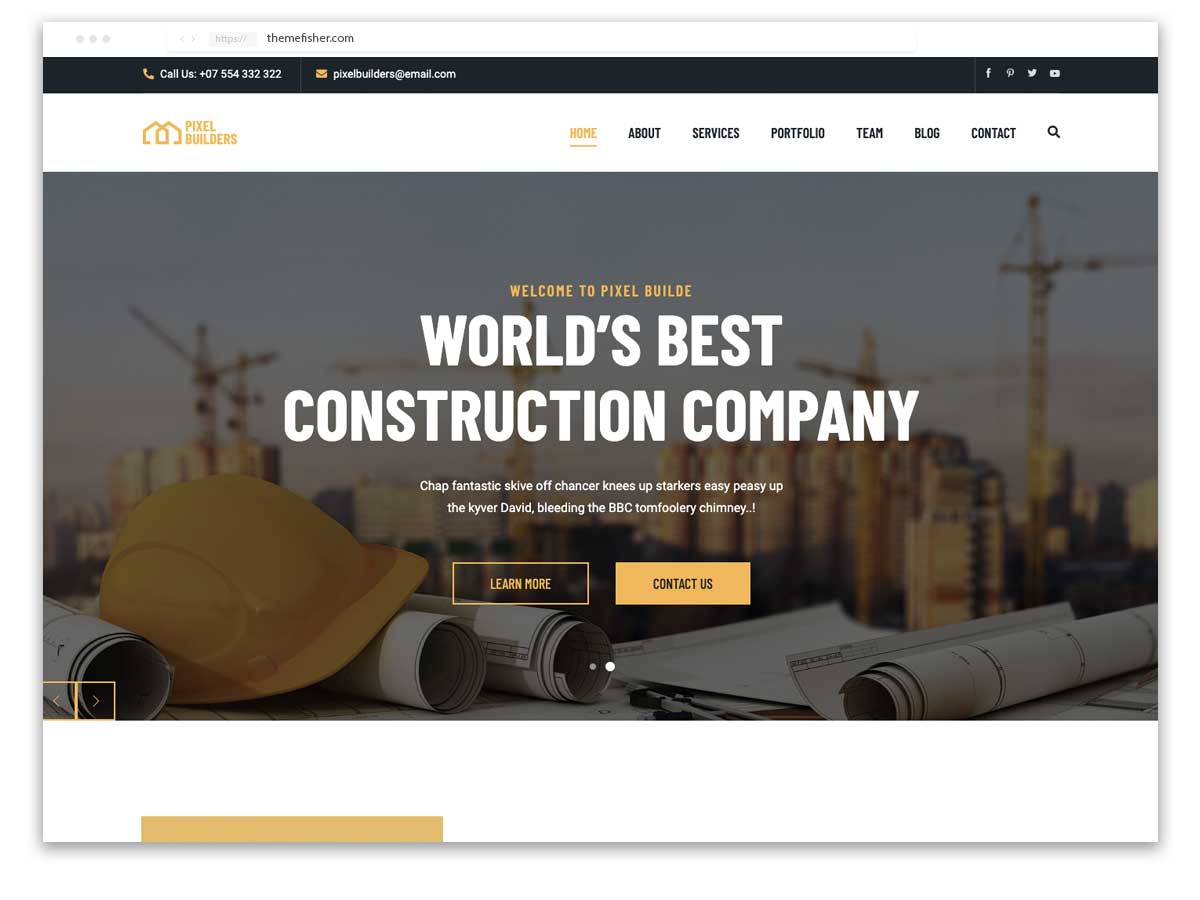 https://
themefisher.com
Call Us: +07 554 332 322
pixelbuilders@email.com
PIXEL
BUILDERS
HOME
ABOUT
SERVICES
PORTFOLIO
TEAM
BLOG
CONTACT
WELCOME TO PIXEL BUILDE
WORLD'S BEST
CONSTRUCTION COMPANY
Chap fantastic skive off chancer knees up starkers easy peasy up
the kyver David, bleeding the BBC tomfoolery chimney..!
LEARN MORE
CONTACT US